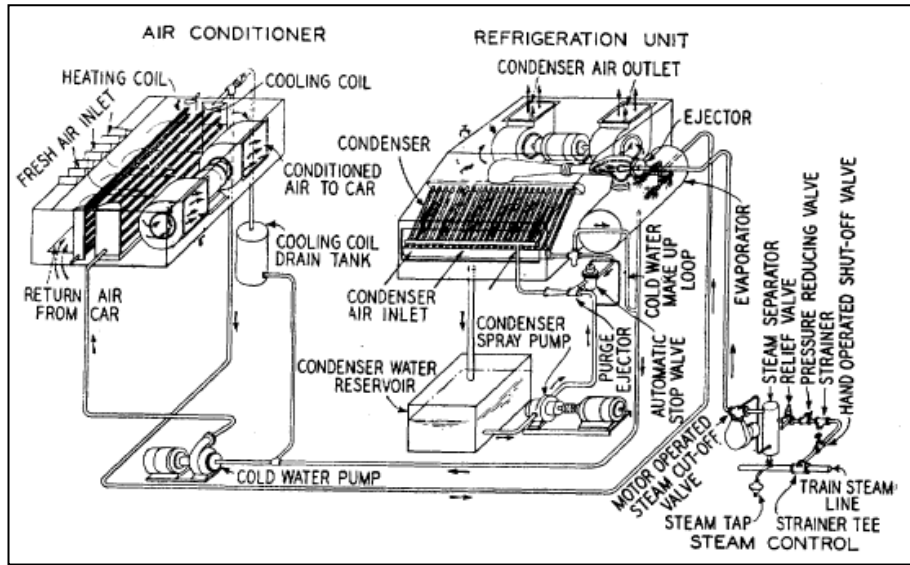 AIR CONDITIONER
HEATING COIL
COOLING COIL
FRESH AIR INLET
CONDITIONED
AIR TO CAR
COOLING COIL
DRAIN TANK
RETURN AIR
FROM CAR
COLD WATER PUMP
REFRIGERATION UNIT
CONDENSER AIR OUTLET
EJECTOR
CONDENSER
CONDENSER
AIR INLET
CONDENSER
SPRAY PUMP
CONDENSER WATER
RESERVOIR
PURGE
EJECTOR
COLD WATER
MAKE UP
LOOP
AUTOMATIC
STOP VALVE
EVAPORATOR
STEAM SEPARATOR
RELIEF VALVE
PRESSURE REDUCING VALVE
STRAINER
HAND OPERATED SHUT-OFF VALVE
MOTOR OPERATED
STEAM CUT-OFF
VALVE
TRAIN STEAM
LINE
STEAM TAP
STRAINER TEE
STEAM CONTROL